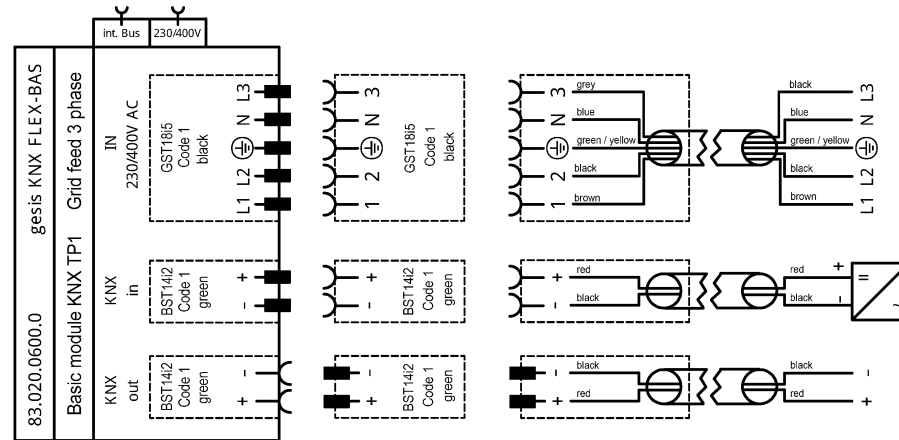 int. Bus
230/400V
83.020.0600.0 gesis KNX FLEX-BAS
Basic module KNX TP1 Grid feed 3 phase
IN
230/400V AC
GST18i5
Code 1
black
L3
N
L2
L1
3
N
2
1
GST18i5
Code 1
black
3
N
2
1
grey
blue
green / yellow
black
brown
black
blue
green / yellow
black
brown
L3
N
L2
L1
KNX
in
BST14i2
Code 1
green
+
-
+
-
BST14i2
Code 1
green
+
-
red
black
red
black
+
-
=
~
KNX
out
BST14i2
Code 1
green
-
+
-
+
BST14i2
Code 1
green
-
+
black
red
black
red
-
+